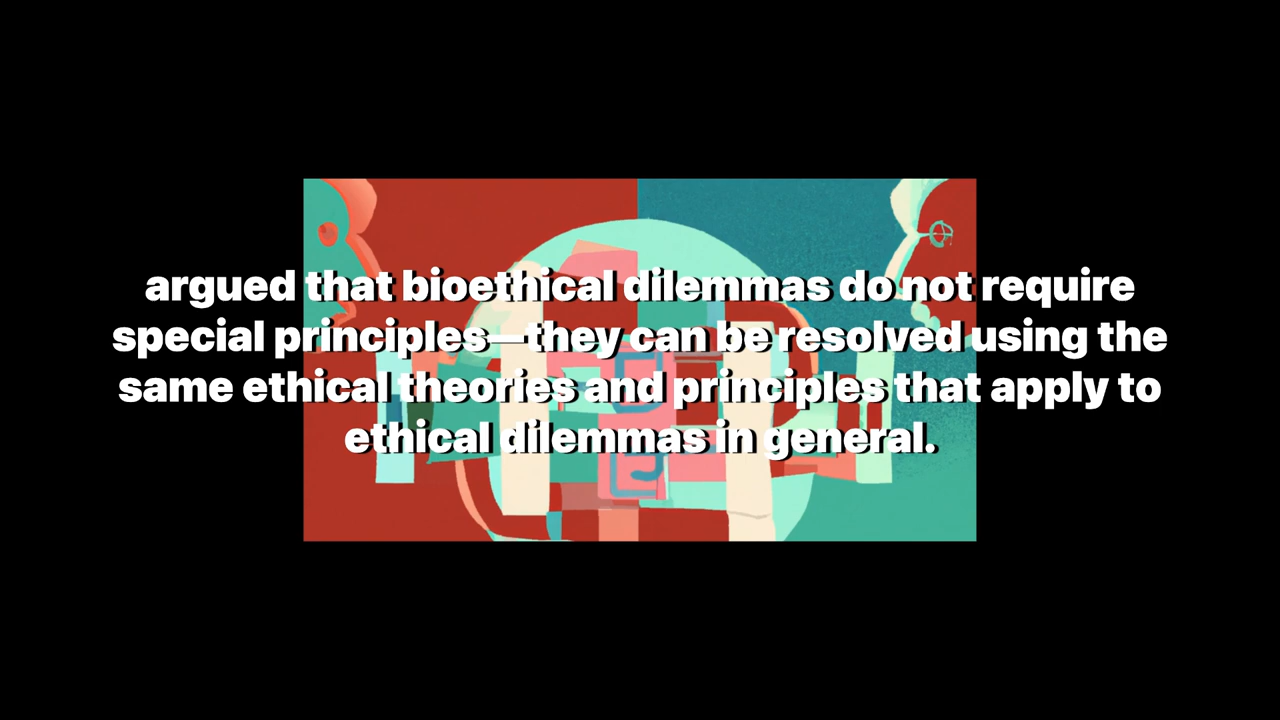 argued that bioethical dilemmas do not require
special principles—they can be resolved using the
same ethical theories and principles that apply to
ethical dilemmas in general.